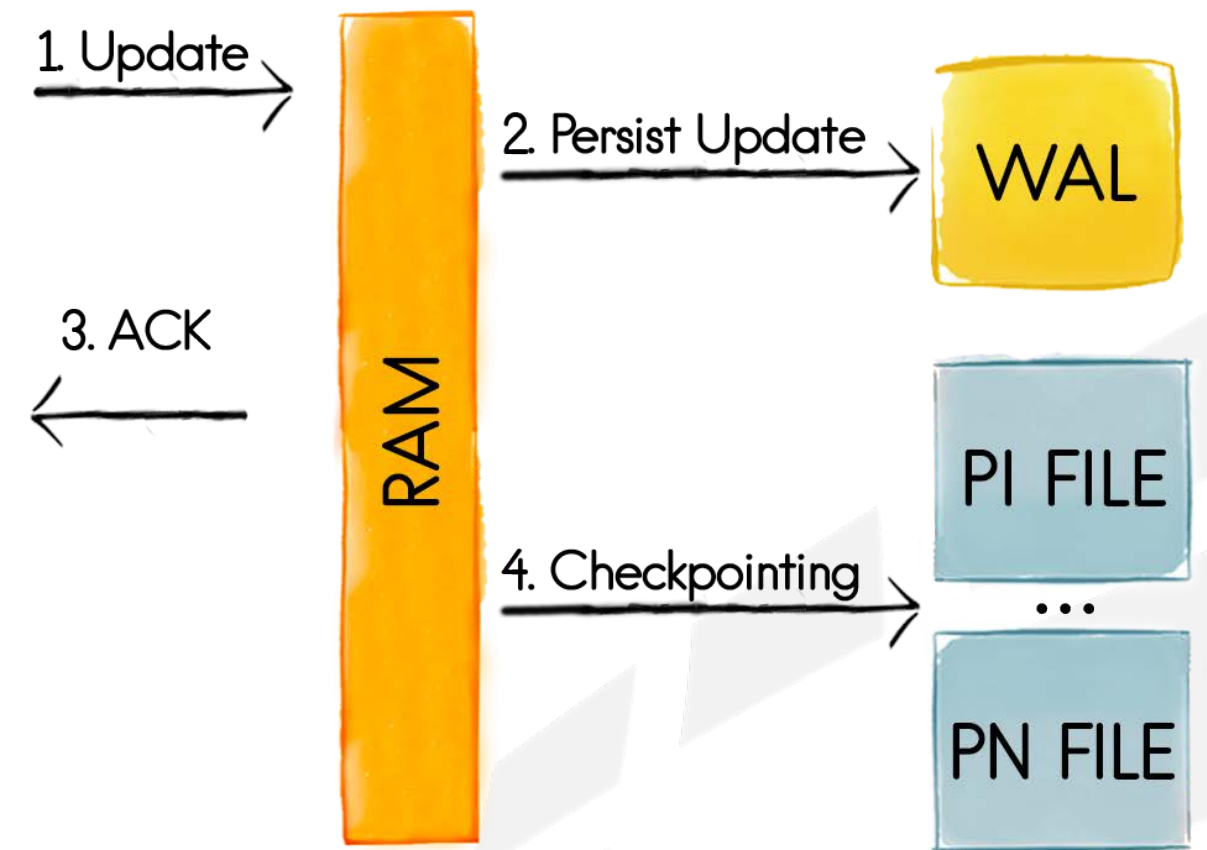 1. Update
2. Persist Update
WAL
3. ACK
RAM
PI FILE
4. Checkpointing
...
PN FILE